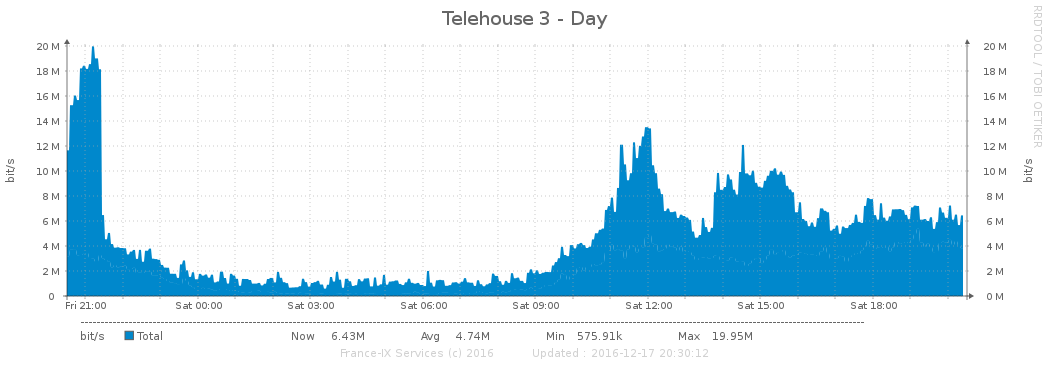 Telehouse 3 - Day
RRDTOOL / TOBI OETIKER
bit/s
bit/s
20 M 20 M
18 M 18 M
16 M 16 M
14 M 14 M
12 M 12 M
10 M 10 M
8 M 8 M
6 M 6 M
4 M 4 M
2 M 2 M
0 0 M
Fri 21:00 Sat 00:00 Sat 03:00 Sat 06:00 Sat 09:00 Sat 12:00 Sat 15:00 Sat 18:00
bit/s Total Now 6.43M Avg 4.74M Min 575.91k Max 19.95M
France-IX Services (c) 2016 Updated : 2016-12-17 20:30:12